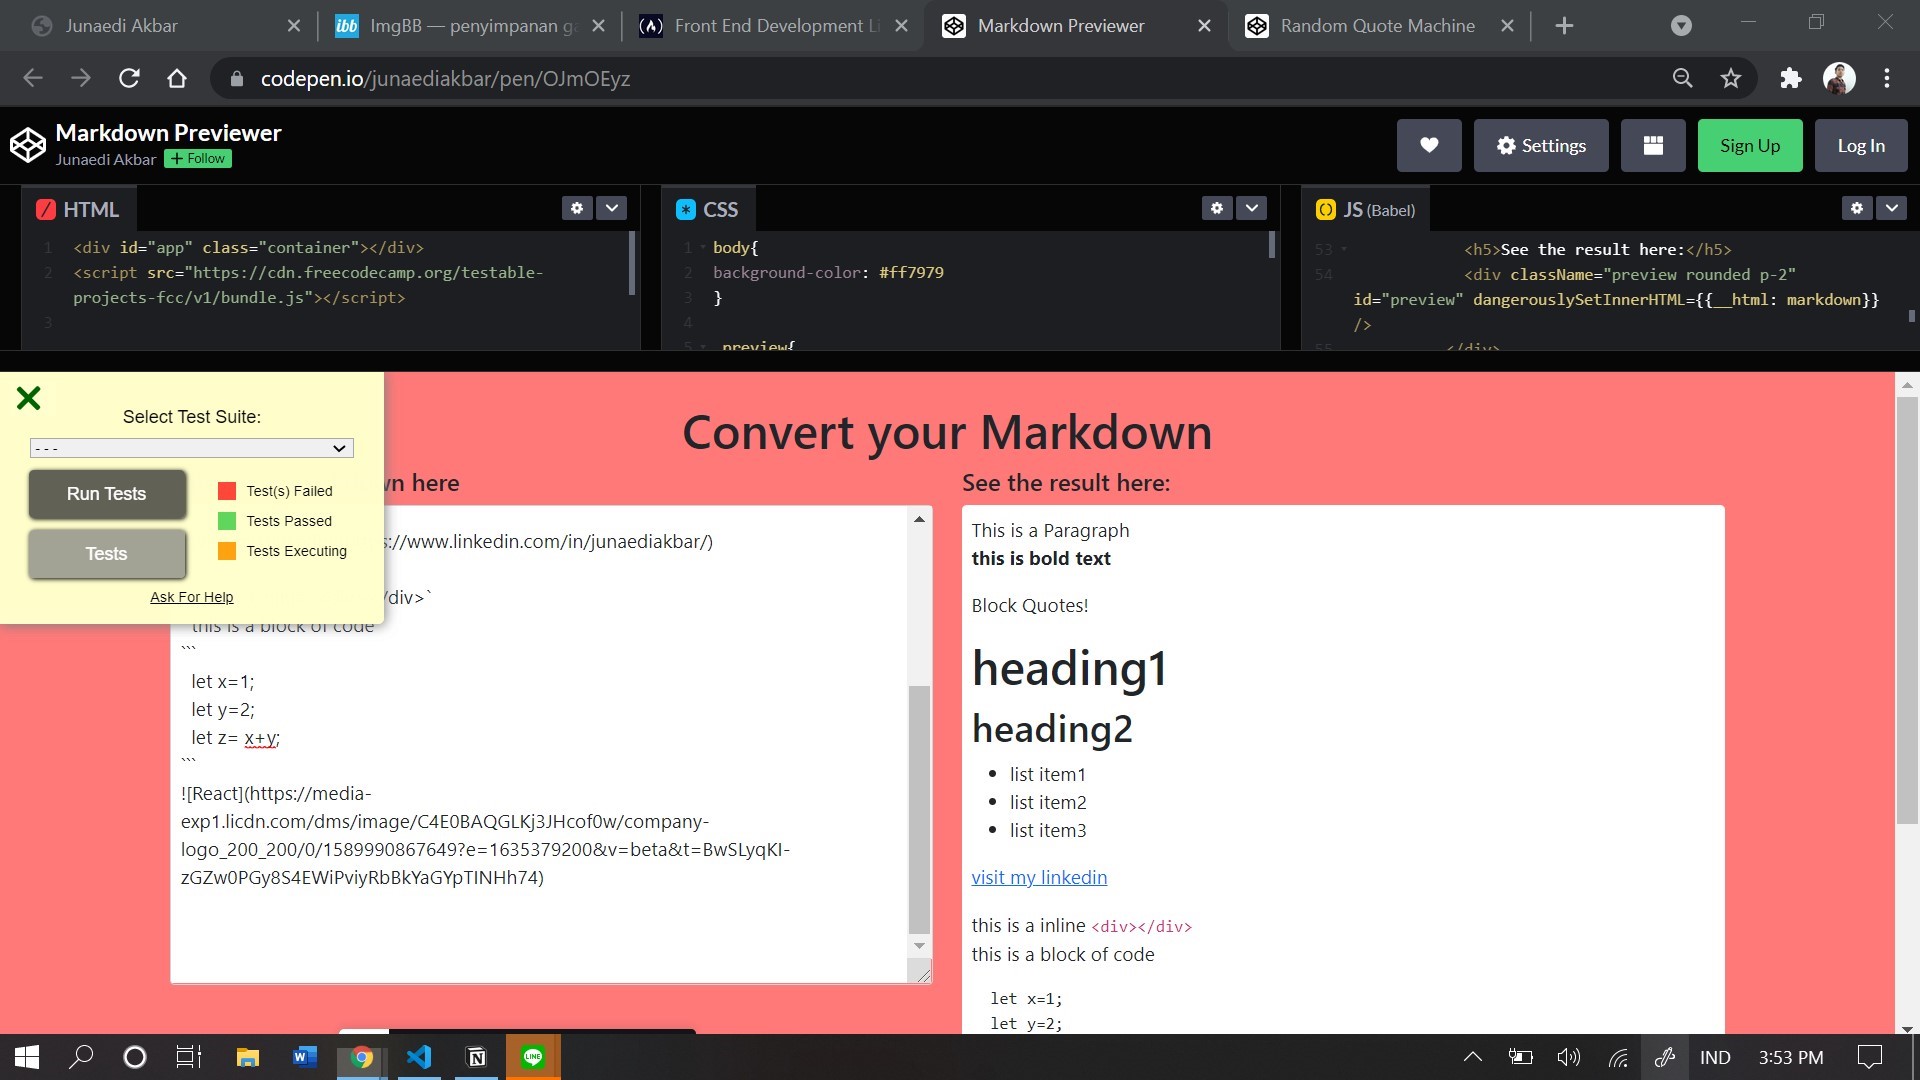 Junaedi Akbar
ibb ImgBB — penyimpanan ga
Front End Development Li
Markdown Previewer
Random Quote Machine
codepen.io/junaediakbar/pen/OJmOEyz
Markdown Previewer
Junaedi Akbar + Follow
Settings
Sign Up
Log In
HTML
1 <div id="app" class="container"></div>
2 <script src="https://cdn.freecodecamp.org/testable-
projects-fcc/v1/bundle.js"></script>
3
CSS
1 body{
2 background-color: #ff7979
3 }
4
5 .preview{
JS (Babel)
53 <h5>See the result here:</h5>
54 <div className="preview rounded p-2"
id="preview" dangerouslySetInnerHTML={{__html: markdown}}
/>
55 </div>
Select Test Suite:
- - -
Run Tests
Tests
Test(s) Failed
Tests Passed
Tests Executing
Ask For Help
Convert your Markdown
wn here
s://www.linkedin.com/in/junaediakbar/)
/div>`
this is a block of code
```
let x=1;
let y=2;
let z= x+y;
```
![React](https://media-
exp1.licdn.com/dms/image/C4E0BAQGLKj3JHcof0w/company-
logo_200_200/0/1589990867649?e=1635379200&v=beta&t=BwSLyqKI-
zGZw0PGy8S4EWiPviyRbBkYaGYpTINHh74)
See the result here:
This is a Paragraph
this is bold text
Block Quotes!
heading1
heading2
• list item1
• list item2
• list item3
visit my linkedin
this is a inline <div></div>
this is a block of code
let x=1;
let y=2;
LINE
IND
3:53 PM